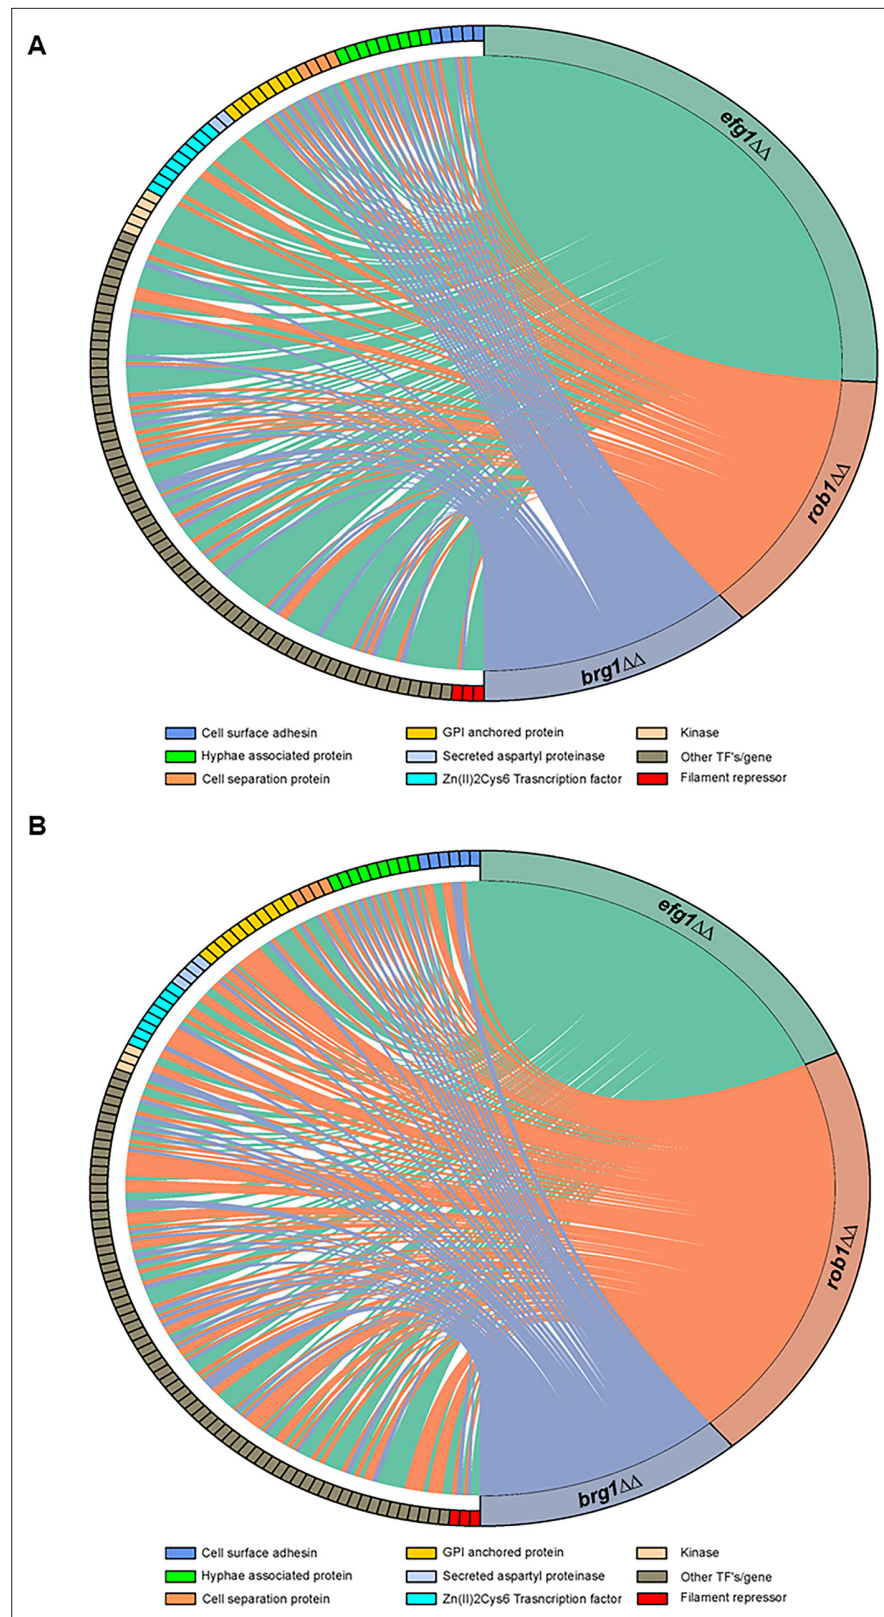 A
efg1ΔΔ
rob1ΔΔ
brg1ΔΔ
Cell surface adhesin
GPI anchored protein
Kinase
Hyphae associated protein
Secreted aspartyl proteinase
Other TF's/gene
Cell separation protein
Zn(II)2Cys6 Trasncription factor
Filament repressor
B
efg1ΔΔ
rob1ΔΔ
brg1ΔΔ
Cell surface adhesin
GPI anchored protein
Kinase
Hyphae associated protein
Secreted aspartyl proteinase
Other TF's/gene
Cell separation protein
Zn(II)2Cys6 Trasncription factor
Filament repressor